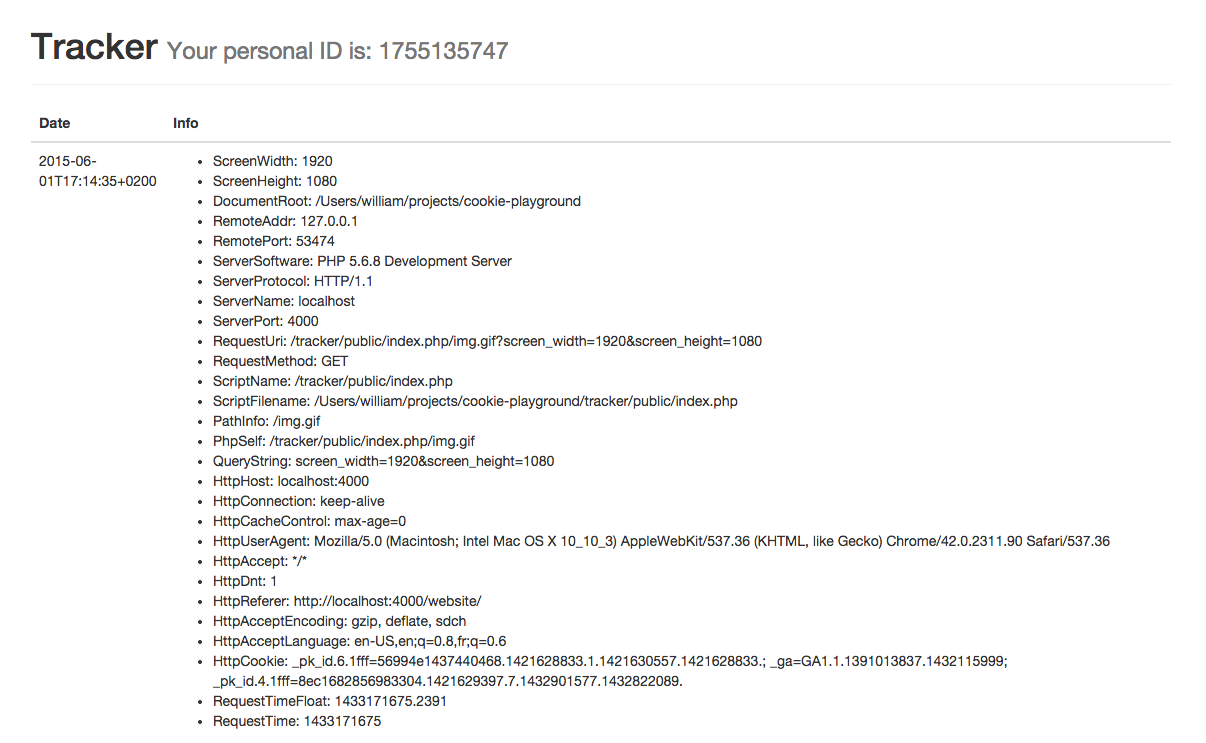 Tracker Your personal ID is: 1755135747
Date Info
2015-06-
01T17:14:35+0200
ScreenWidth: 1920
ScreenHeight: 1080
DocumentRoot: /Users/william/projects/cookie-playground
RemoteAddr: 127.0.0.1
RemotePort: 53474
ServerSoftware: PHP 5.6.8 Development Server
ServerProtocol: HTTP/1.1
ServerName: localhost
ServerPort: 4000
RequestUri: /tracker/public/index.php/img.gif?screen_width=1920&screen_height=1080
RequestMethod: GET
ScriptName: /tracker/public/index.php
ScriptFilename: /Users/william/projects/cookie-playground/tracker/public/index.php
PathInfo: /img.gif
PhpSelf: /tracker/public/index.php/img.gif
QueryString: screen_width=1920&screen_height=1080
HttpHost: localhost:4000
HttpConnection: keep-alive
HttpCacheControl: max-age=0
HttpUserAgent: Mozilla/5.0 (Macintosh; Intel Mac OS X 10_10_3) AppleWebKit/537.36 (KHTML, like Gecko) Chrome/42.0.2311.90 Safari/537.36
HttpAccept: */*
HttpDnt: 1
HttpReferer: http://localhost:4000/website/
HttpAcceptEncoding: gzip, deflate, sdch
HttpAcceptLanguage: en-US,en;q=0.8,fr;q=0.6
HttpCookie: _pk_id.6.1fff=56994e1437440468.1421628833.1.1421630557.1421628833.; _ga=GA1.1.1391013837.1432115999;
_pk_id.4.1fff=8ec1682856983304.1421629397.7.1432901577.1432822089.
RequestTimeFloat: 1433171675.2391
RequestTime: 1433171675